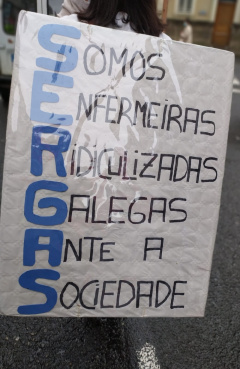 SOMOS
ENFERMEIRAS
RIDICULIZADAS
GALEGAS
ANTE A
SOCIEDADE